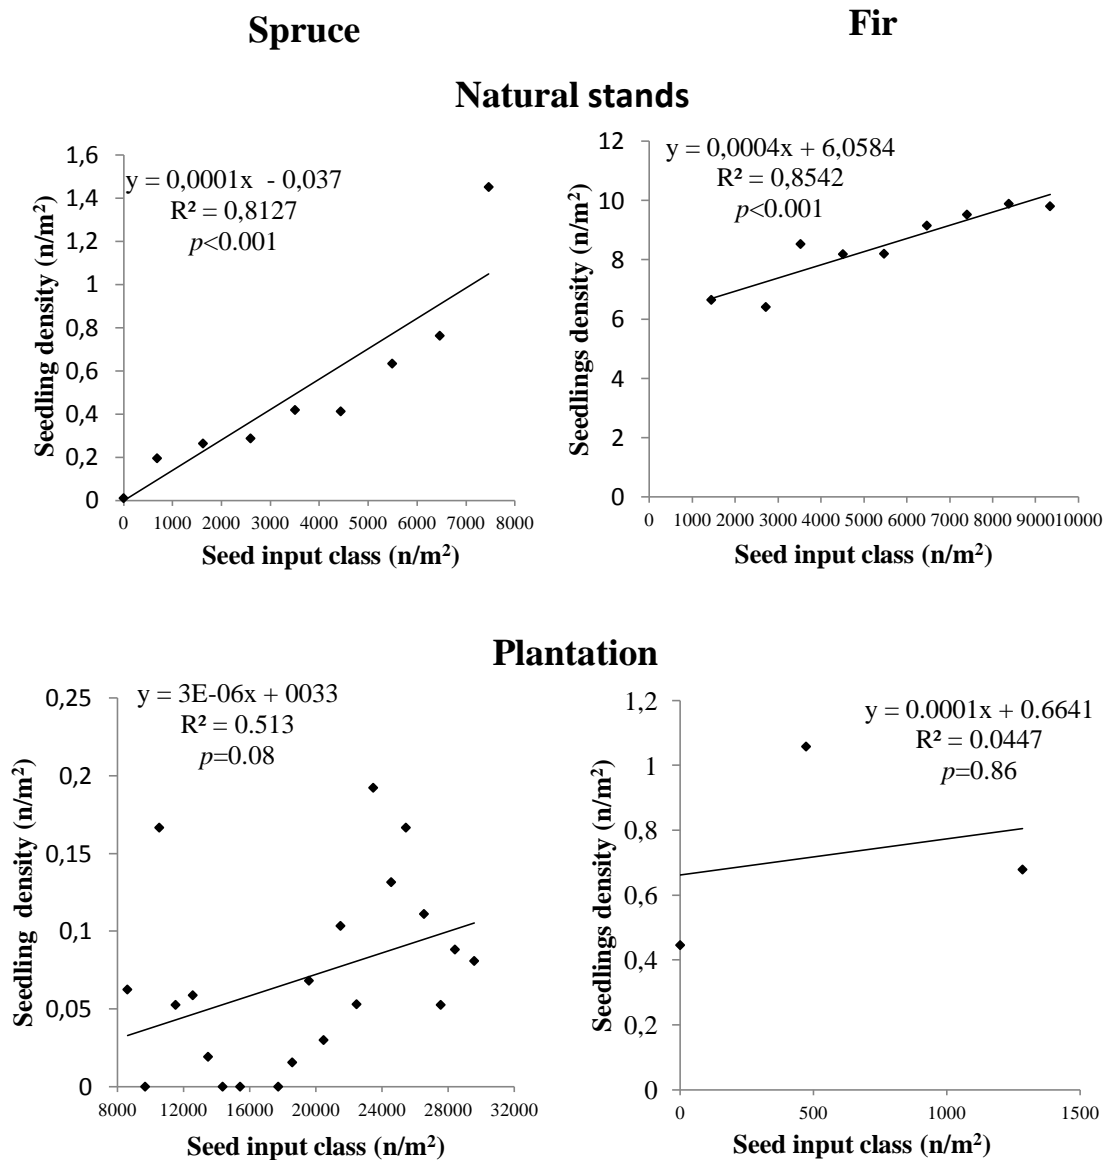 Spruce
Fir
Natural stands
y = 0,0001x - 0,037
R² = 0,8127
p<0.001
1,6
1,4
1,2
1
0,8
0,6
0,4
0,2
0
Seedling density (n/m²)
0 1000 2000 3000 4000 5000 6000 7000 8000
Seed input class (n/m²)
y = 0,0004x + 6,0584
R² = 0,8542
p<0.001
12
10
8
6
4
2
0
Seedlings density (n/m²)
0 1000 2000 3000 4000 5000 6000 7000 8000 9000 10000
Seed input class (n/m²)
Plantation
y = 3E-06x + 0033
R² = 0.513
p=0.08
0,25
0,2
0,15
0,1
0,05
0
Seedling density (n/m²)
8000 12000 16000 20000 24000 28000 32000
Seed input class (n/m²)
y = 0.0001x + 0.6641
R² = 0.0447
p=0.86
1,2
1
0,8
0,6
0,4
0,2
0
Seedlings density (n/m²)
0 500 1000 1500
Seed input class (n/m²)